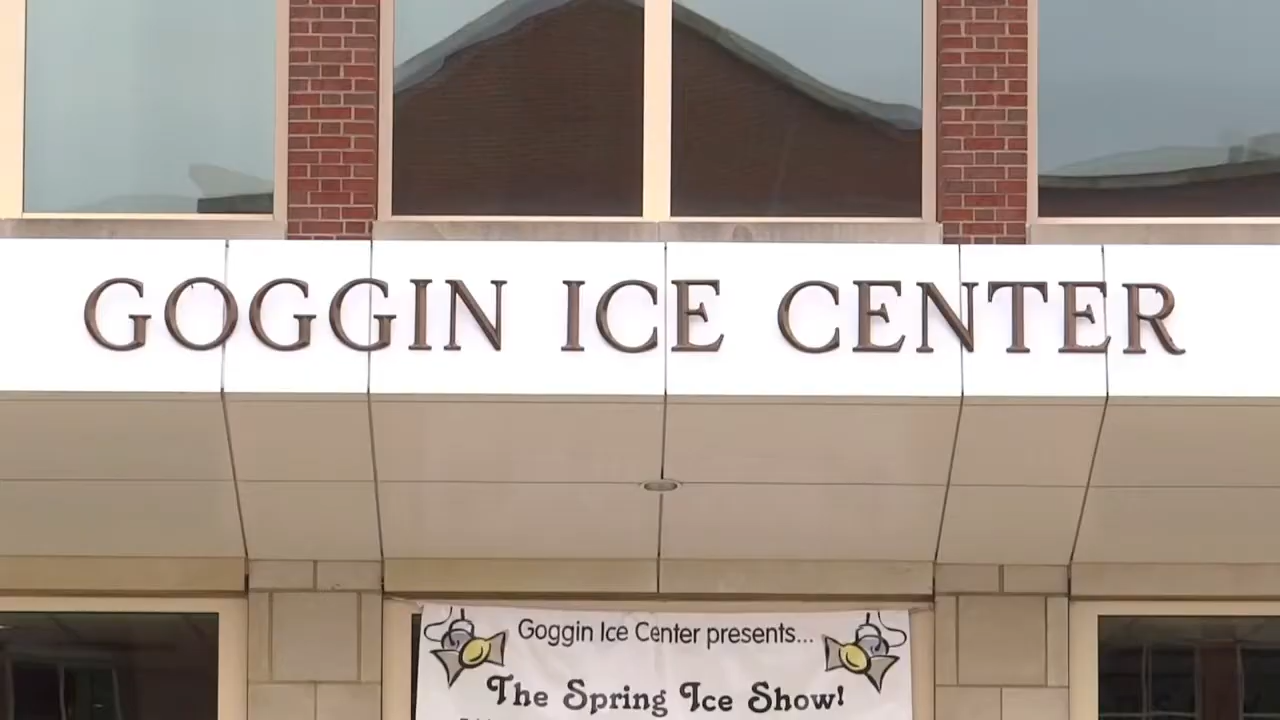 GOGGIN ICE CENTER
Goggin Ice Center presents...
The Spring Ice Show!